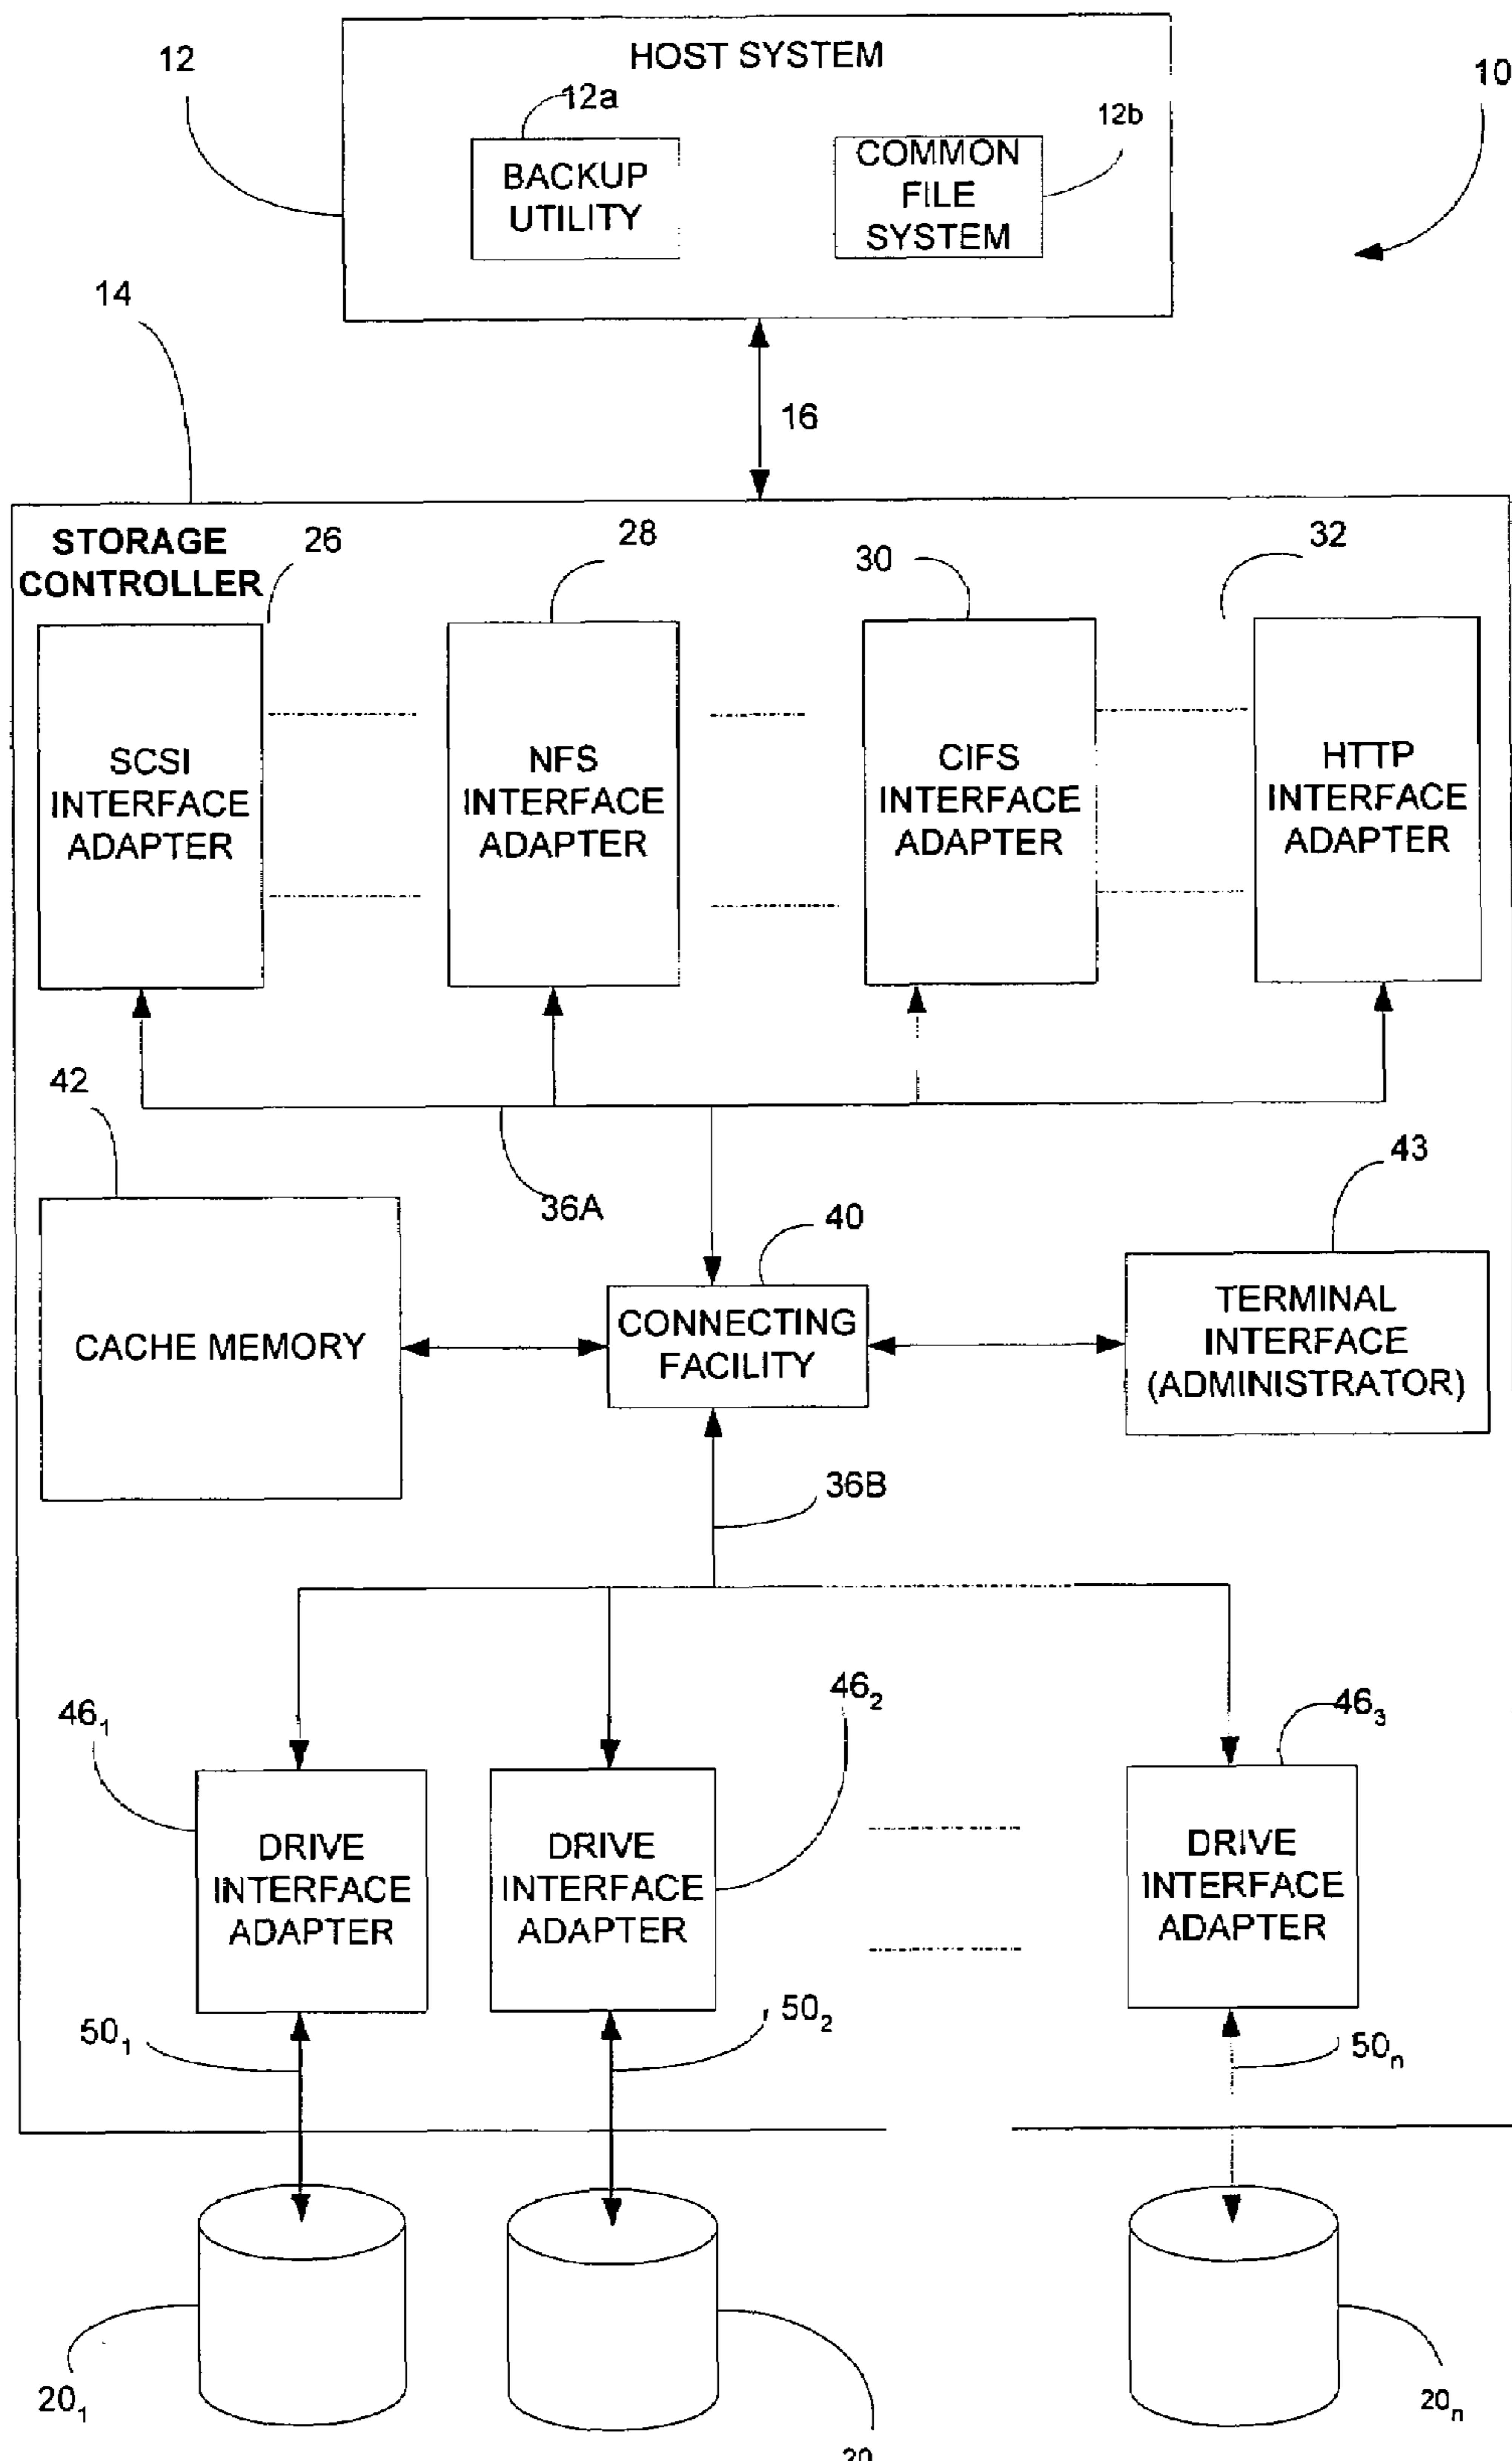 HOST SYSTEM
12
10
12a
12b
BACKUP
UTILITY
COMMON
FILE
SYSTEM
14
16
STORAGE
CONTROLLER
26
28
30
32
SCSI
INTERFACE
ADAPTER
NFS
INTERFACE
ADAPTER
CIFS
INTERFACE
ADAPTER
HTTP
INTERFACE
ADAPTER
42
36A
40
43
CACHE MEMORY
CONNECTING
FACILITY
TERMINAL
INTERFACE
(ADMINISTRATOR)
36B
46₁
46₂
46₃
DRIVE
INTERFACE
ADAPTER
DRIVE
INTERFACE
ADAPTER
DRIVE
INTERFACE
ADAPTER
50₁
50₂
50ₙ
20₁
20
20ₙ